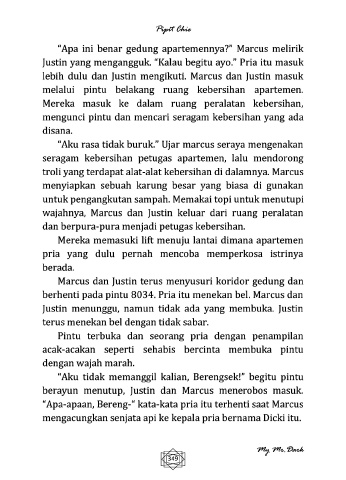 Pipit Chie
"Apa ini benar gedung apartemennya?" Marcus melirik
Justin yang mengangguk. "Kalau begitu ayo." Pria itu masuk
lebih dulu dan Justin mengikuti. Marcus dan Justin masuk
melalui pintu belakang ruang kebersihan apartemen.
Mereka masuk ke dalam ruang peralatan kebersihan,
mengunci pintu dan mencari seragam kebersihan yang ada
disana.
"Aku rasa tidak buruk." Ujar marcus seraya mengenakan
seragam kebersihan petugas apartemen, lalu mendorong
troli yang terdapat alat-alat kebersihan di dalamnya. Marcus
menyiapkan sebuah karung besar yang biasa di gunakan
untuk pengangkutan sampah. Memakai topi untuk menutupi
wajahnya, Marcus dan Justin keluar dari ruang peralatan
dan berpura-pura menjadi petugas kebersihan.
Mereka memasuki lift menuju lantai dimana apartemen
pria yang dulu pernah mencoba memperkosa istrinya
berada.
Marcus dan Justin terus menyusuri koridor gedung dan
berhenti pada pintu 8034. Pria itu menekan bel. Marcus dan
Justin menunggu, namun tidak ada yang membuka. Justin
terus menekan bel dengan tidak sabar.
Pintu terbuka dan seorang pria dengan penampilan
acak-acakan seperti sehabis bercinta membuka pintu
dengan wajah marah.
"Aku tidak memanggil kalian, Berengsek!" begitu pintu
berayun menutup, Justin dan Marcus menerobos masuk.
"Apa-apaan, Bereng-" kata-kata pria itu terhenti saat Marcus
mengacungkan senjata api ke kepala pria bernama Dicki itu.
349
My Mr. Dark